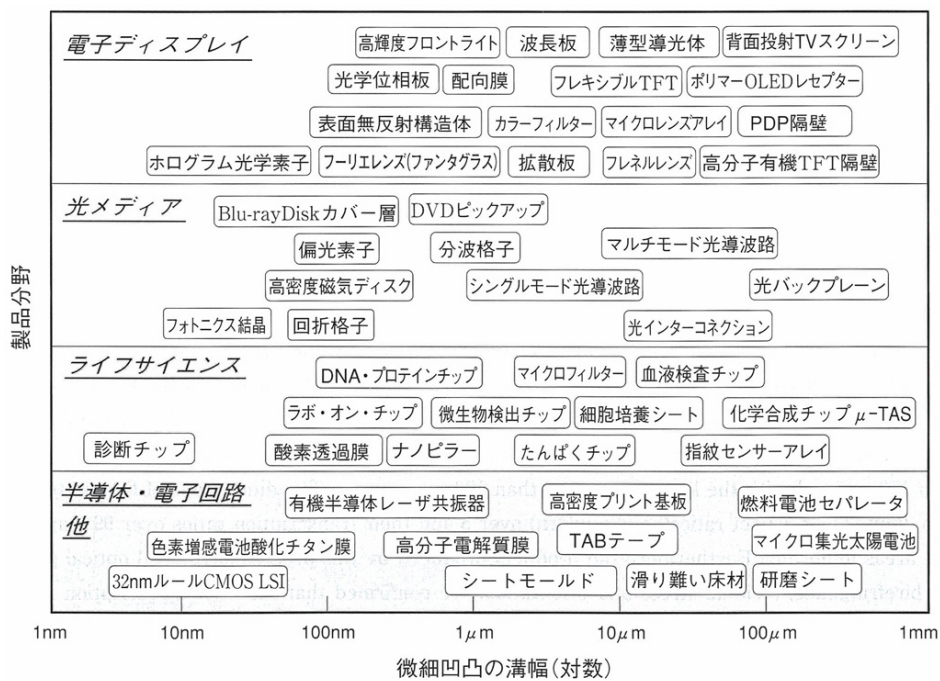 電子ディスプレイ
高輝度フロントライト 波長板 薄型導光体 背面投射TVスクリーン
光学位相板 配向膜 フレキシブルTFT ポリマーOLEDレセプター
表面無反射構造体 カラーフィルター マイクロレンズアレイ PDP隔壁
ホログラム光学素子 フーリエレンズ(ファンタグラス) 拡散板 フレネルレンズ 高分子有機TFT隔壁
光メディア
Blu-rayDiskカバー層 DVDピックアップ
偏光素子 分波格子 マルチモード光導波路
高密度磁気ディスク シングルモード光導波路 光バックプレーン
フォトニクス結晶 回折格子 光インターコネクション
ライフサイエンス
DNA・プロテインチップ マイクロフィルター 血液検査チップ
ラボ・オン・チップ 微生物検出チップ 細胞培養シート 化学合成チップμ-TAS
診断チップ 酸素透過膜 ナノピラー たんぱくチップ 指紋センサーアレイ
半導体・電子回路
他
有機半導体レーザ共振器 高密度プリント基板 燃料電池セパレータ
色素増感電池酸化チタン膜 高分子電解質膜 TABテープ マイクロ集光太陽電池
32nmルールCMOS LSI シートモールド 滑り難い床材 研磨シート
製品分野
1nm 10nm 100nm 1μm 10μm 100μm 1mm
微細凹凸の溝幅(対数)